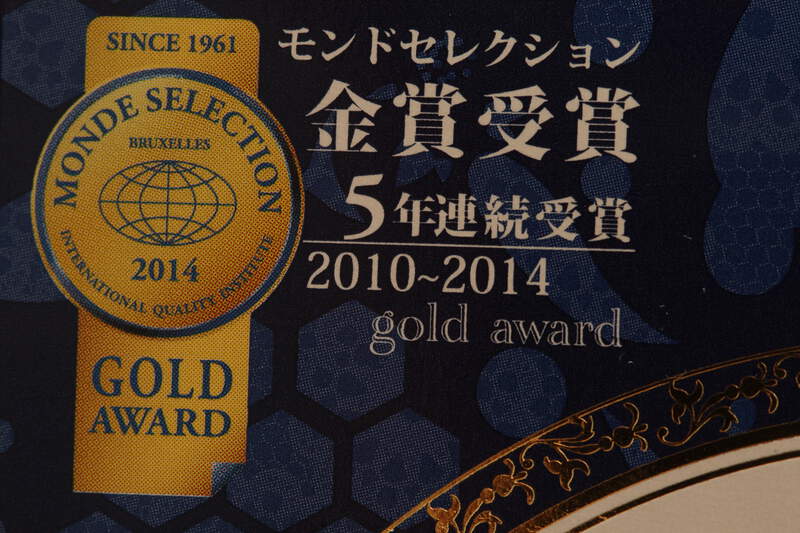 SINCE 1961
MONDE SELECTION
BRUXELLES
2014
INTERNATIONAL QUALITY INSTITUTE
GOLD
AWARD
モンドセレクション
金賞受賞
5年連続受賞
2010~2014
gold award